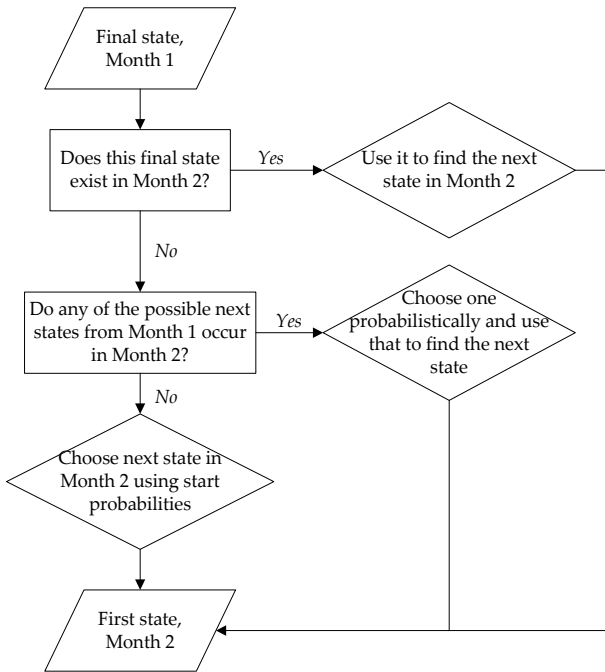 Final state,
Month 1
Does this final state
exist in Month 2?
Yes
Use it to find the next
state in Month 2
No
Do any of the possible next
states from Month 1 occur
in Month 2?
Yes
Choose one
probabilistically and use
that to find the next
state
No
Choose next state in
Month 2 using start
probabilities
First state,
Month 2